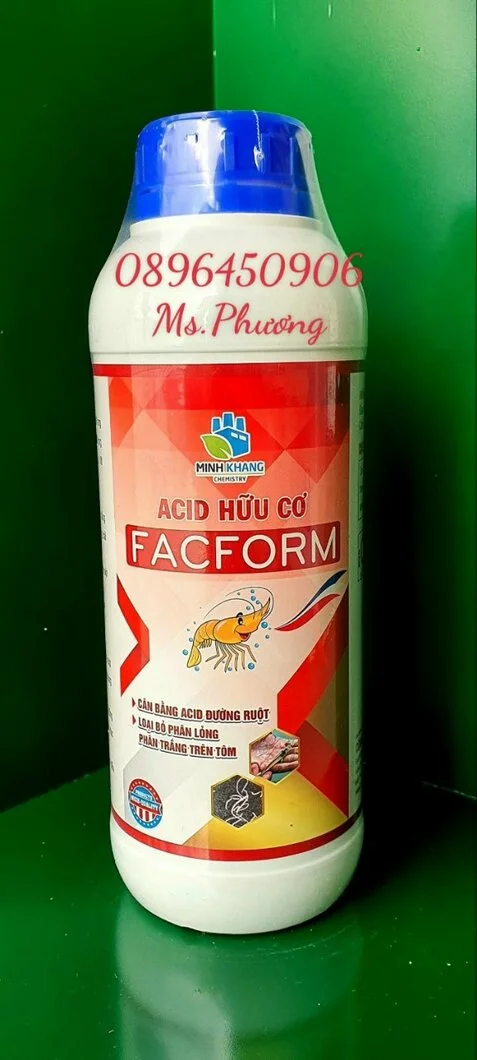 0896450906
Ms.Phương
MINH KHANG
CHEMISTRY
ACID HỮU CƠ
FACFORM
CÂN BẰNG ACID ĐƯỜNG RUỘT
LOẠI BỎ PHÂN LỎNG
PHÂN TRẮNG TRÊN TÔM